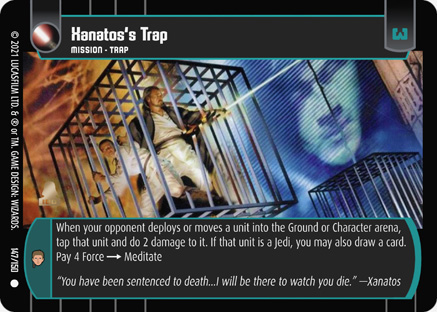 Xanatos's Trap
MISSION - TRAP
When your opponent deploys or moves a unit into the Ground or Character arena,
tap that unit and do 2 damage to it. If that unit is a Jedi, you may also draw a card.
Pay 4 Force → Meditate
"You have been sentenced to death...I will be there to watch you die." —Xanatos
© 2021 LUCASFILM LTD. & ® or TM. GAME DESIGN: WIZARDS.
147/150